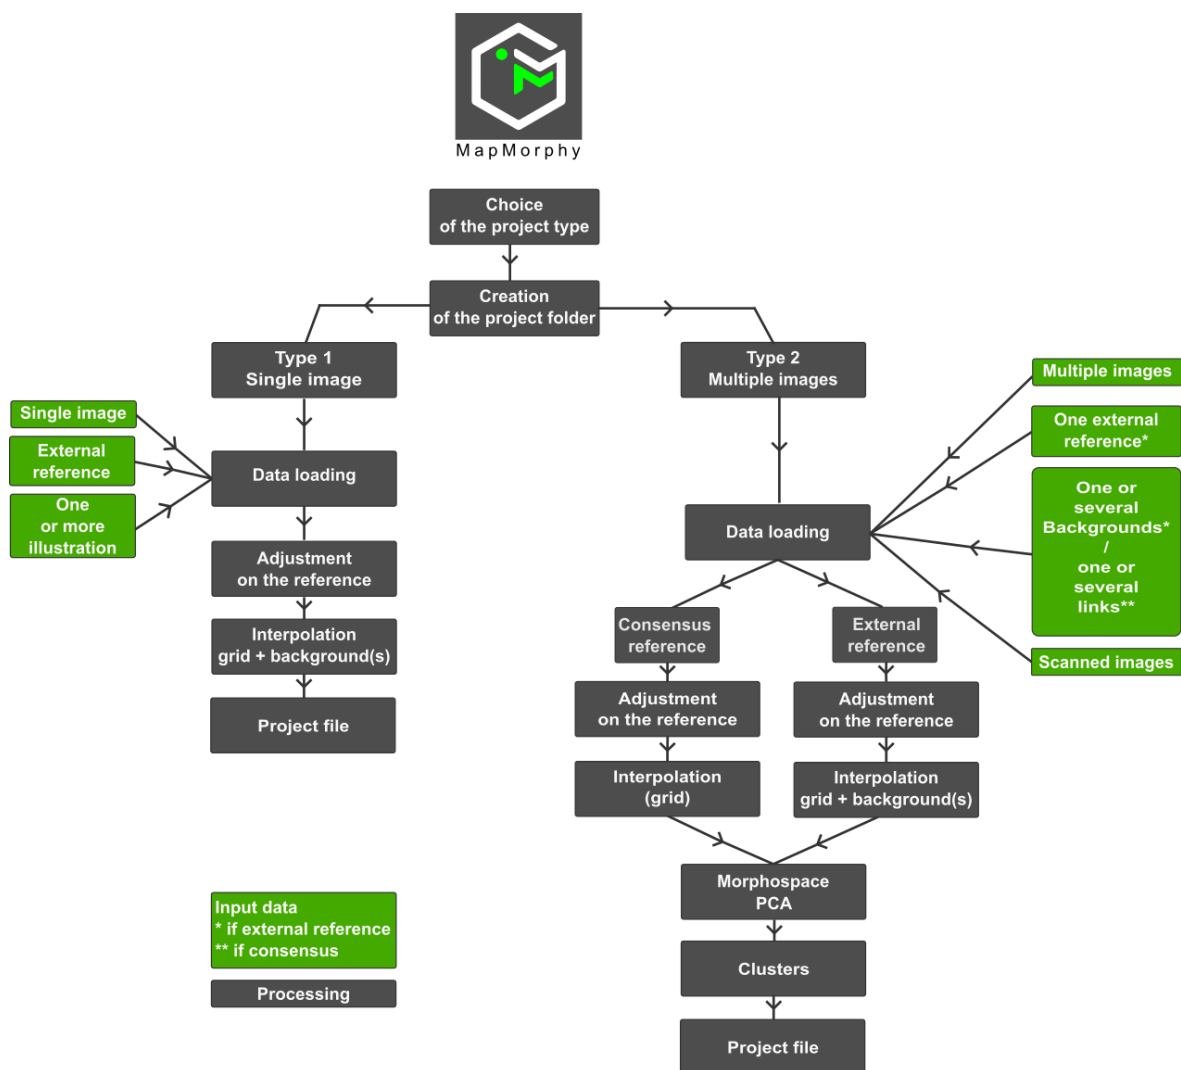 MapMorphy
Choice
of the project type
Creation
of the project folder
Type 1
Single image
Type 2
Multiple images
Single image
External
reference
One
or more
illustration
Data loading
Adjustment
on the reference
Interpolation
grid + background(s)
Project file
Multiple images
One external
reference*
One or
several
Backgrounds*
/
one or
several
links**
Scanned images
Data loading
Consensus
reference
External
reference
Adjustment
on the reference
Adjustment
on the reference
Interpolation
(grid)
Interpolation
grid + background(s)
Morphospace
PCA
Clusters
Project file
Input data
* if external reference
** if consensus
Processing